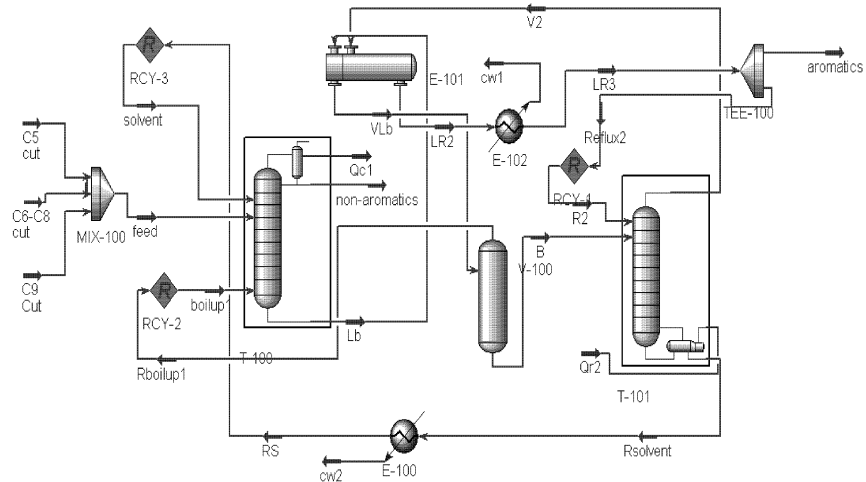 V2
R
RCY-3
solvent
C5
cut
C6-C8
cut
C9
Cut
MIX-100
feed
R
RCY-2
boilup1
Rboilup1
Qc1
non-aromatics
T-100
Lb
E-101
VLb
LR2
cw1
E-102
LR3
TEE-100
aromatics
Reflux2
R
RCY-1
R2
B
V-100
Qr2
T-101
RS
cw2
E-100
Rsolvent